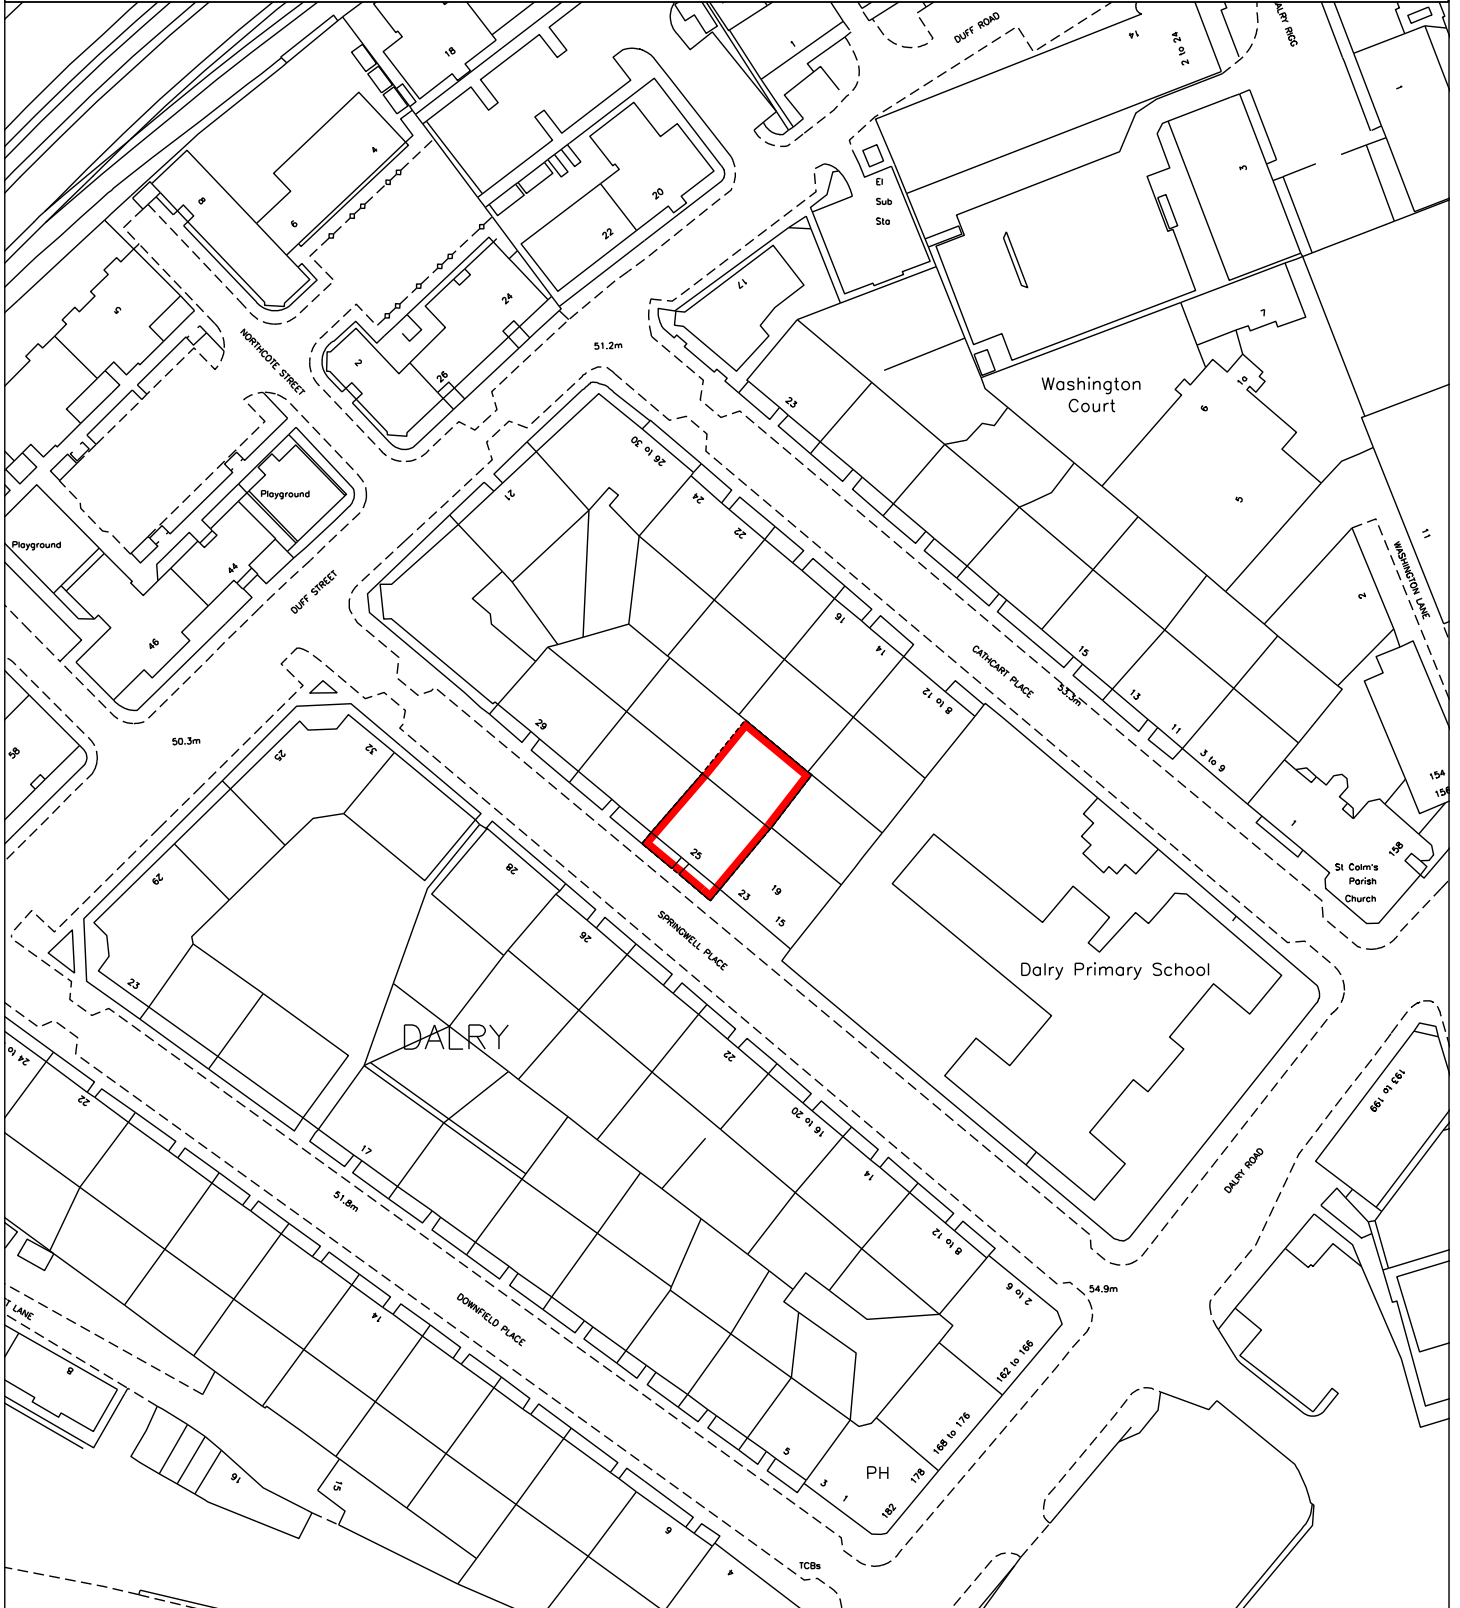 18
1
DUFF ROAD
14
2 to 24
DALRY RIGG
1
4
8
6
20
22
El
Sub
Sta
3
5
24
17
7
NORTHCOTE STREET
2
26
51.2m
Washington
Court
23
10
6
9
26 to 30
Playground
21
24
22
5
11
Playground
44
DUFF STREET
WASHINGTON LANE
2
46
16
14
15
CATHCART PLACE
53.3m
13
11
8 to 12
3 to 9
50.3m
58
25
32
29
154
156
1
158
St Colm's
Parish
Church
25
23
19
15
28
29
26
SPRINGWELL PLACE
Dalry Primary School
23
DALRY
24 to
22
22
193 to 199
16 to 20
17
14
DALRY ROAD
51.8m
8 to 12
2 to 6
54.9m
T LANE
DOWNFIELD PLACE
14
162 to 166
8
168 to 176
5
PH
178
3
1
182
16
15
6
4
TCBs